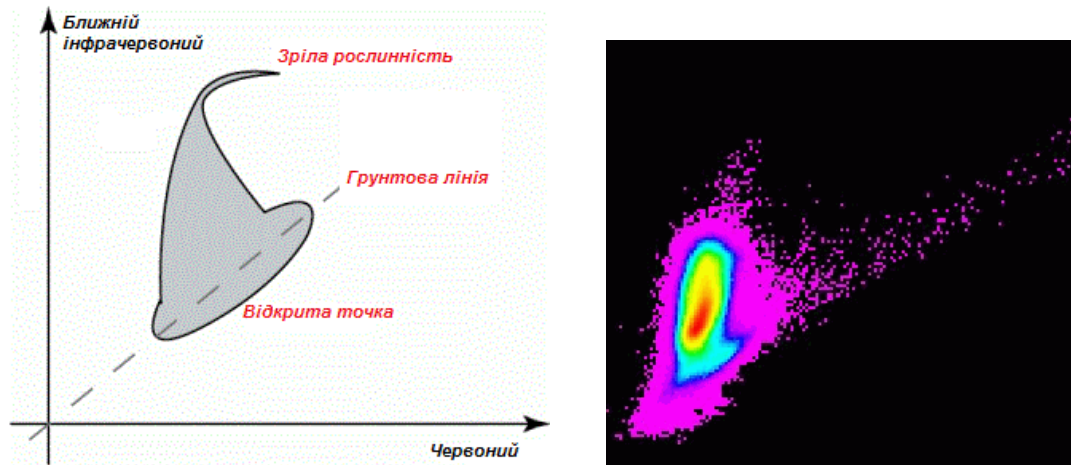 Ближній
інфрачервоний
Зріла рослинність
Грунтова лінія
Відкрита точка
Червоний